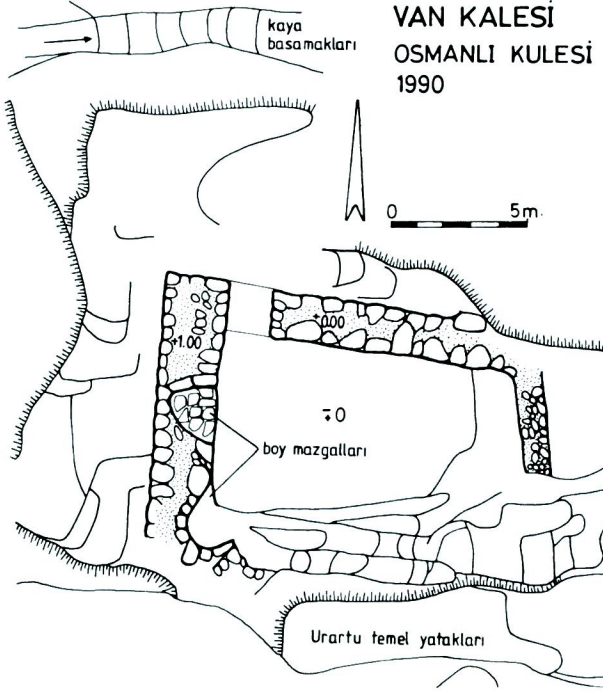 VAN KALESİ
OSMANLI KULESİ
1990
kaya
basamakları
0 5m.
+1.00
+0.00
∓0
boy mazgalları
Urartu temel yatakları